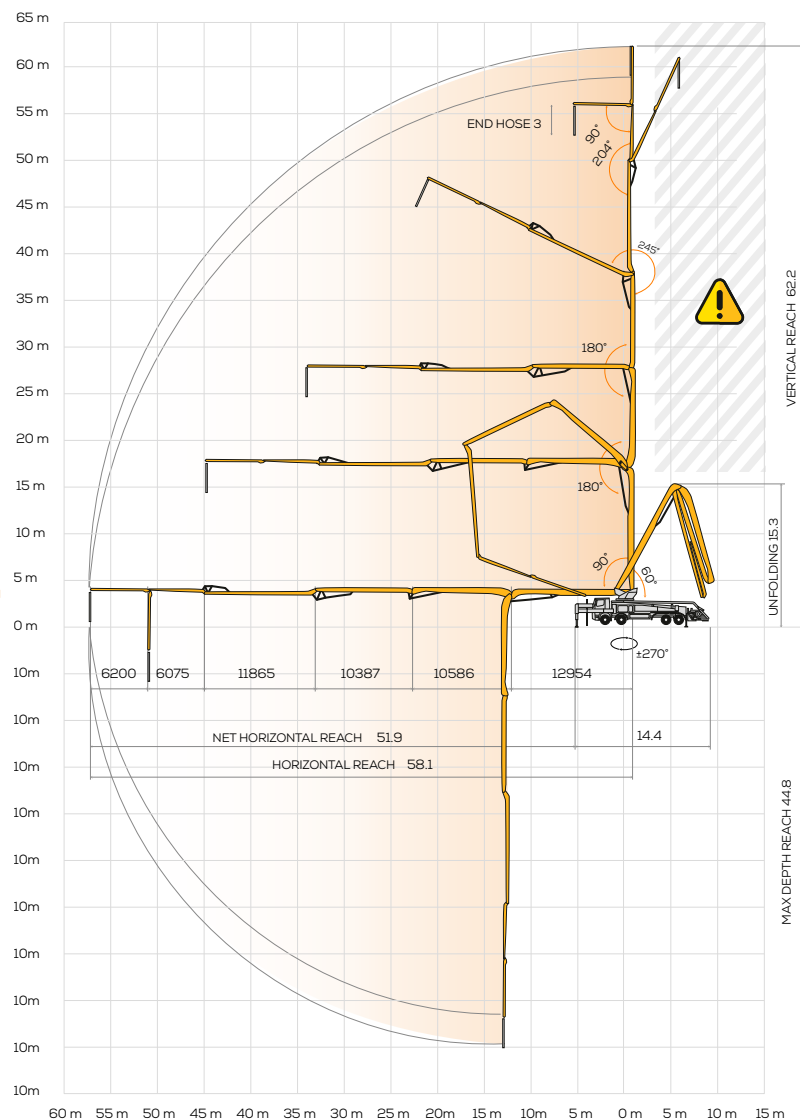 65 m
60 m
55 m
END HOSE 3
90°
204°
50 m
45 m
40 m
245°
35 m
VERTICAL REACH 62.2
30 m
180°
25 m
20 m
15 m
180°
10 m
UNFOLDING 15.3
5 m
90°
60°
0 m
±270°
10m
6200
6075
11865
10387
10586
12954
10m
NET HORIZONTAL REACH 51.9
14.4
10m
HORIZONTAL REACH 58.1
10m
10m
MAX DEPTH REACH 44.8
10m
10m
10m
10m
10m
60 m 55 m 50 m 45 m 40 m 35 m 30 m 25 m 20m 15 m 10m 5 m 0 m 5 m 10 m 15 m